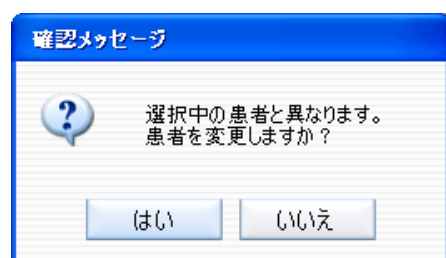 確認メッセージ
選択中の患者と異なります。
患者を変更しますか？
はい
いいえ